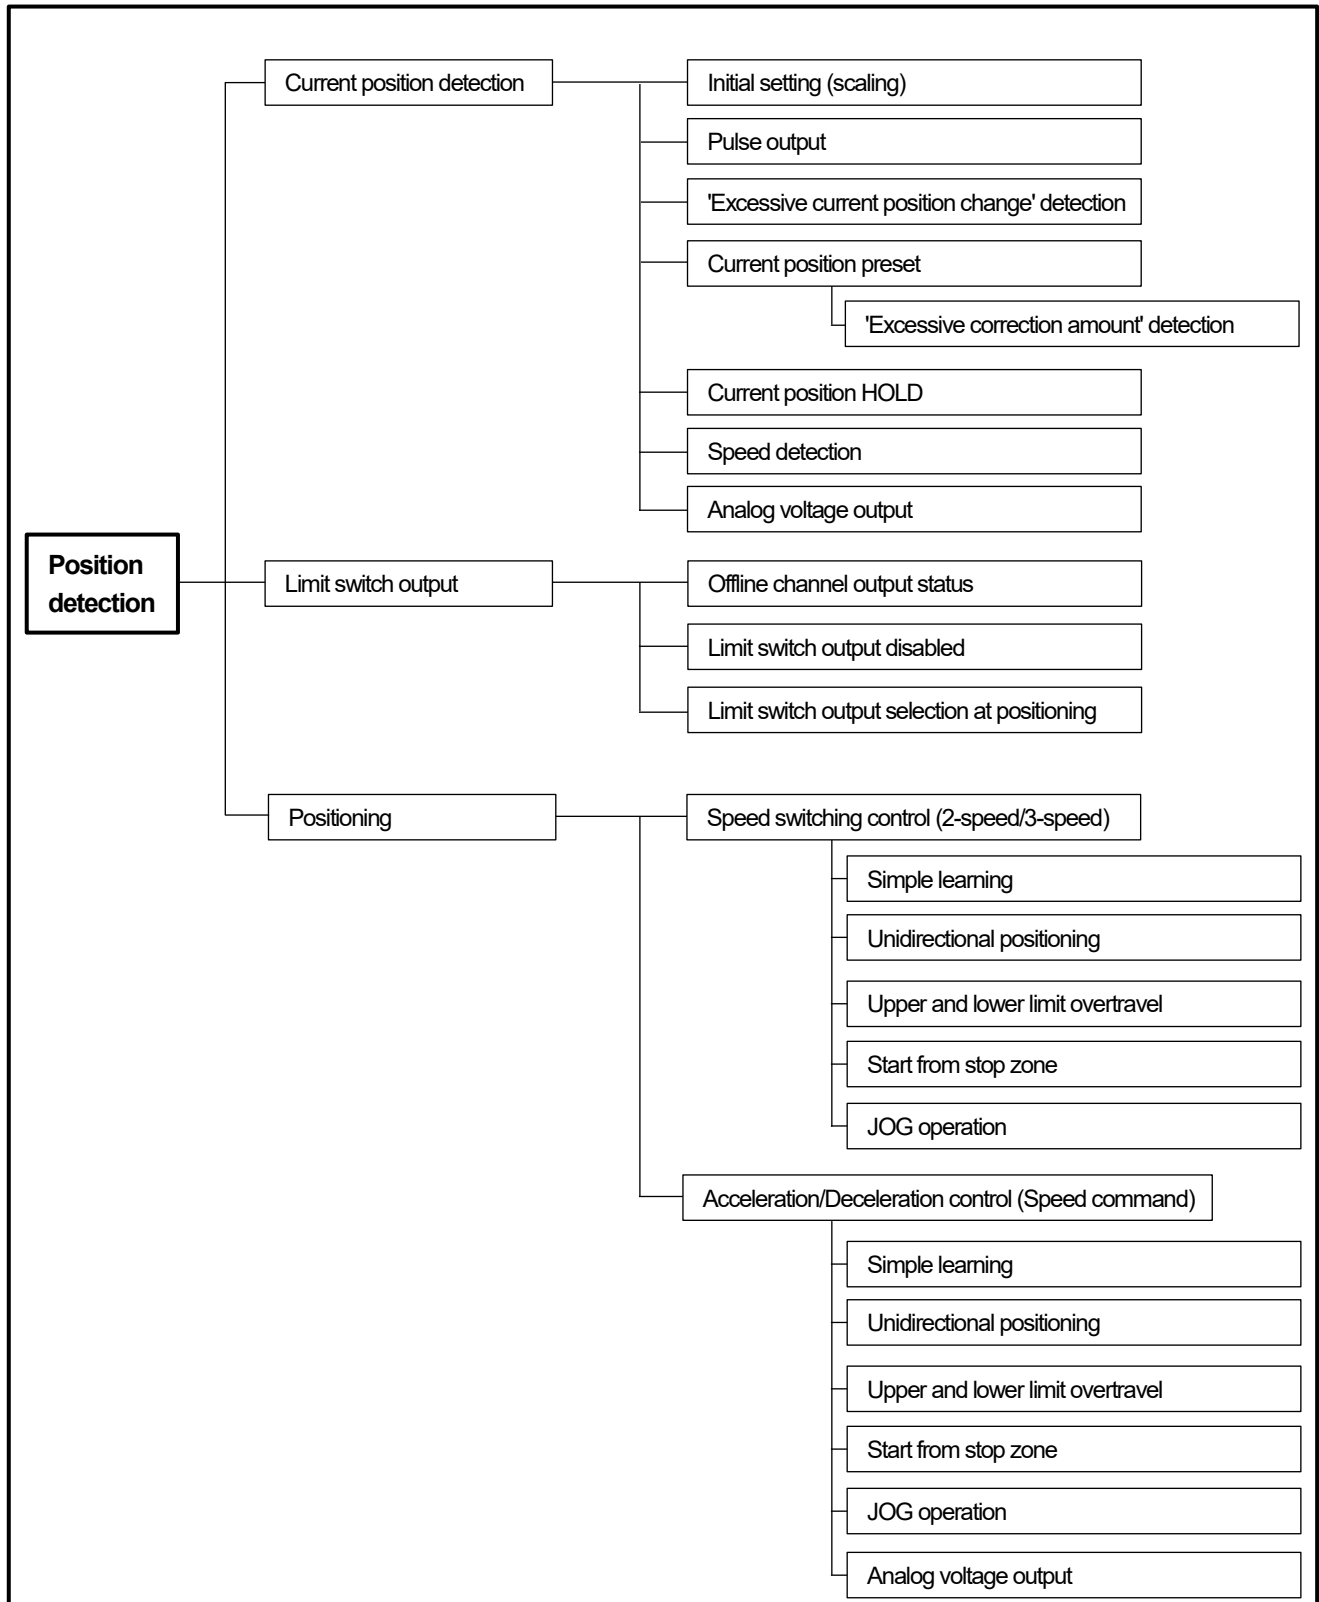 Position
detection
Current position detection
Initial setting (scaling)
Pulse output
'Excessive current position change' detection
Current position preset
'Excessive correction amount' detection
Current position HOLD
Speed detection
Analog voltage output
Limit switch output
Offline channel output status
Limit switch output disabled
Limit switch output selection at positioning
Positioning
Speed switching control (2-speed/3-speed)
Simple learning
Unidirectional positioning
Upper and lower limit overtravel
Start from stop zone
JOG operation
Acceleration/Deceleration control (Speed command)
Simple learning
Unidirectional positioning
Upper and lower limit overtravel
Start from stop zone
JOG operation
Analog voltage output